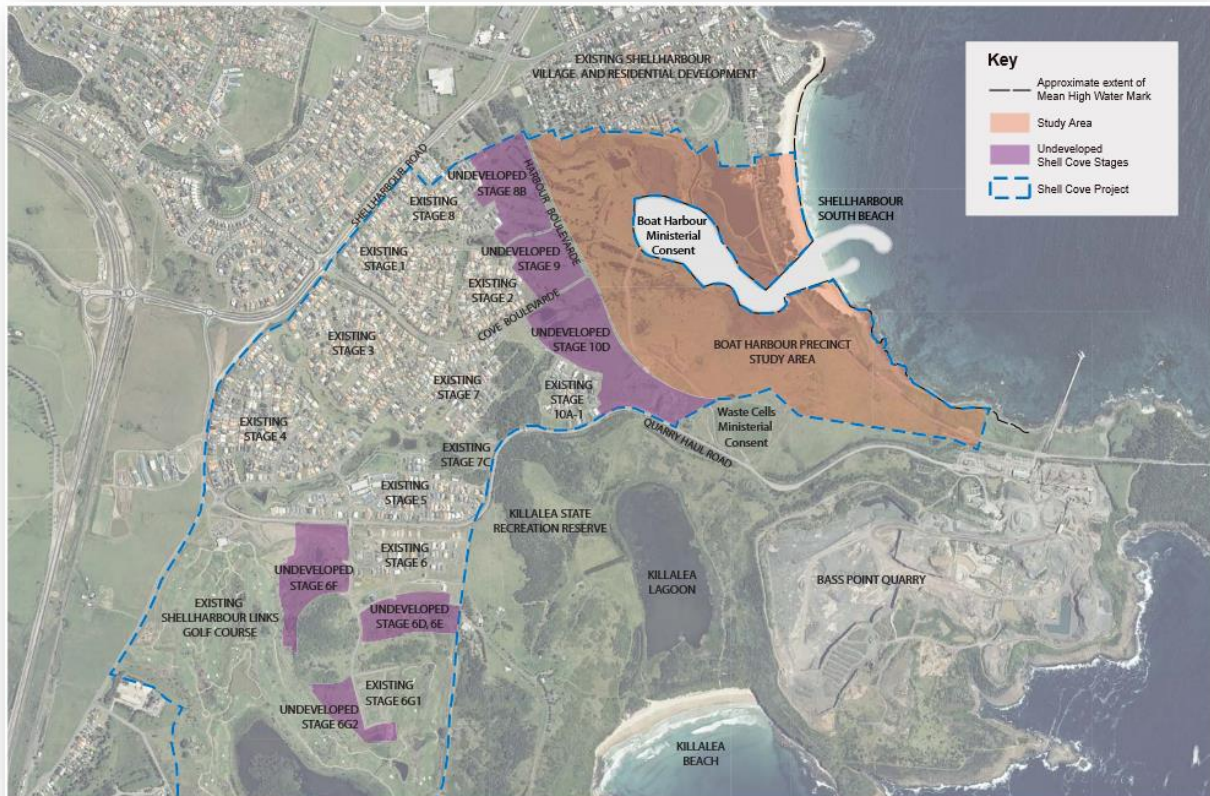 EXISTING SHELLHARBOUR
VILLAGE AND RESIDENTIAL DEVELOPMENT
Key
Approximate extent of
Mean High Water Mark
Study Area
Undeveloped
Shell Cove Stages
Shell Cove Project
SHELLHARBOUR ROAD
UNDEVELOPED
STAGE 8B
HARBOUR BOULEVARDE
EXISTING
STAGE 8
SHELLHARBOUR
SOUTH BEACH
Boat Harbour
Ministerial
Consent
EXISTING
STAGE 1
UNDEVELOPED
STAGE 9
EXISTING
STAGE 2
COVE BOULEVARDE
EXISTING
STAGE 3
UNDEVELOPED
STAGE 10D
BOAT HARBOUR PRECINCT
STUDY AREA
EXISTING
STAGE 7
EXISTING
STAGE
10A-1
EXISTING
STAGE 4
Waste Cells
Ministerial
Consent
QUARRY HAUL ROAD
EXISTING
STAGE 7C
EXISTING
STAGE 5
KILLALEA STATE
RECREATION RESERVE
EXISTING
STAGE 6
UNDEVELOPED
STAGE 6F
KILLALEA
LAGOON
BASS POINT QUARRY
EXISTING
SHELLHARBOUR LINKS
GOLF COURSE
UNDEVELOPED
STAGE 6D, 6E
EXISTING
STAGE 6G1
UNDEVELOPED
STAGE 6G2
KILLALEA
BEACH